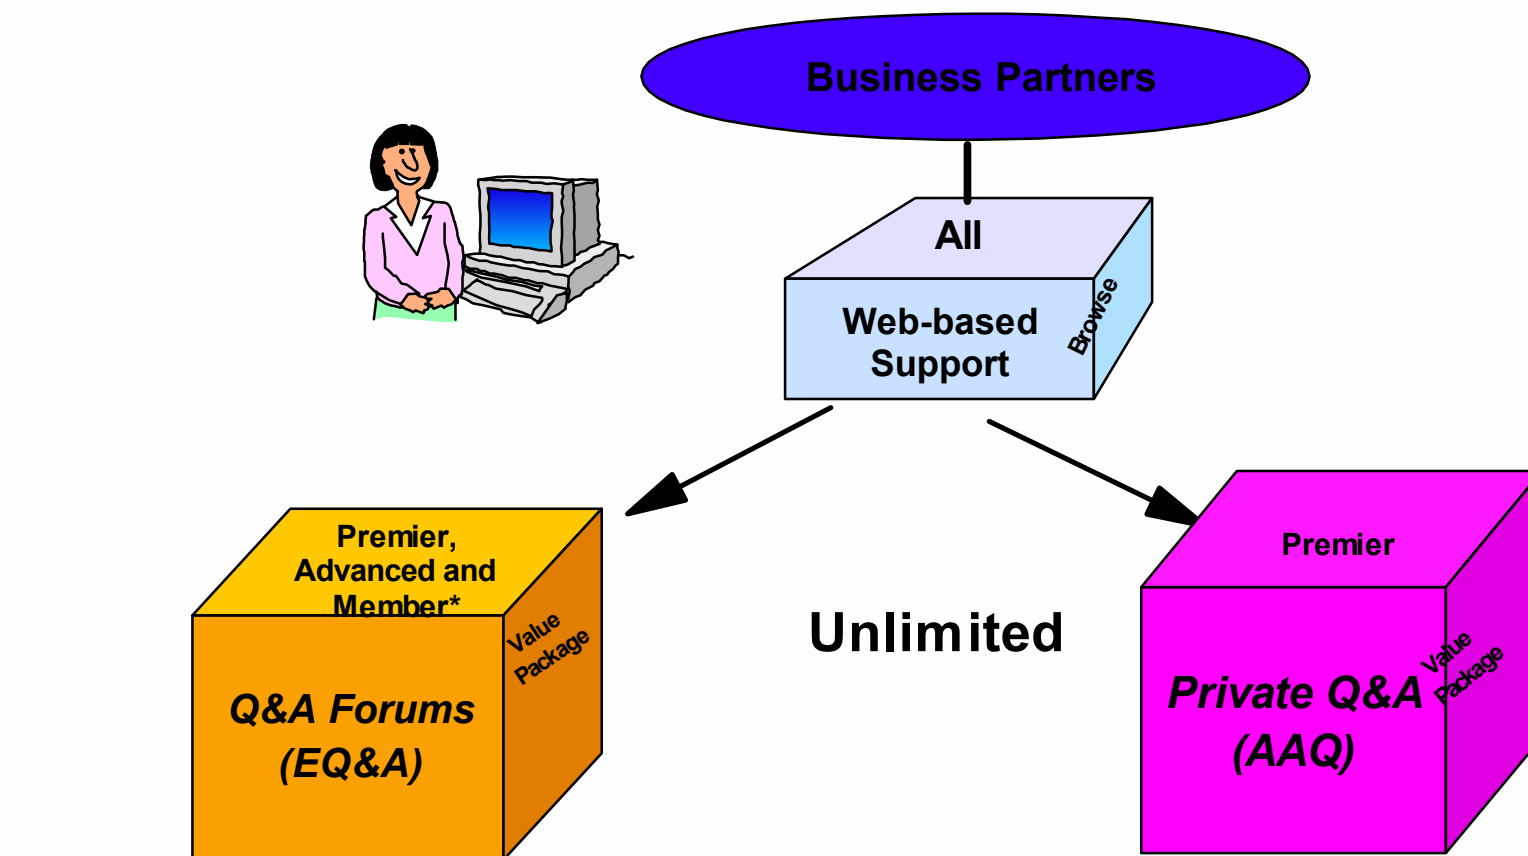 Business Partners
All
Web-based
Support
Browse
Premier,
Advanced and
Member*
Value
Package
Q&A Forums
(EQ&A)
Unlimited
Premier
Value
Package
Private Q&A
(AAQ)